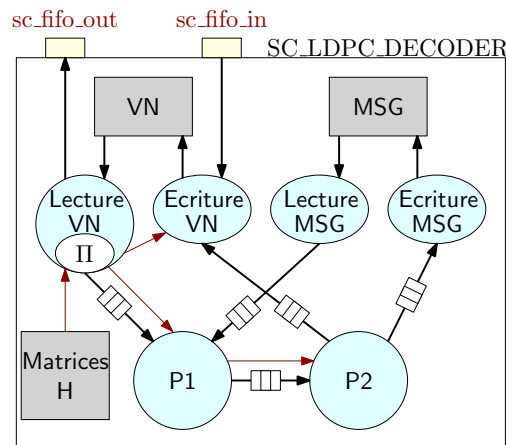 sc_fifo_out
sc_fifo_in
SC_LDPC_DECODER
VN
MSG
Lecture
VN
Π
Ecriture
VN
Lecture
MSG
Ecriture
MSG
Matrices
H
P1
P2